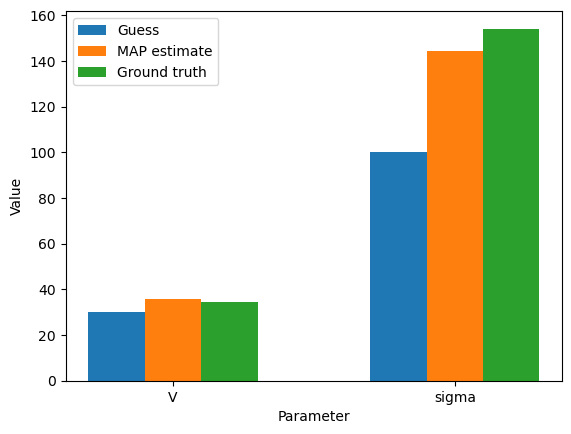 160
140
120
100
80
60
40
20
0
Value
Guess
MAP estimate
Ground truth
V
sigma
Parameter